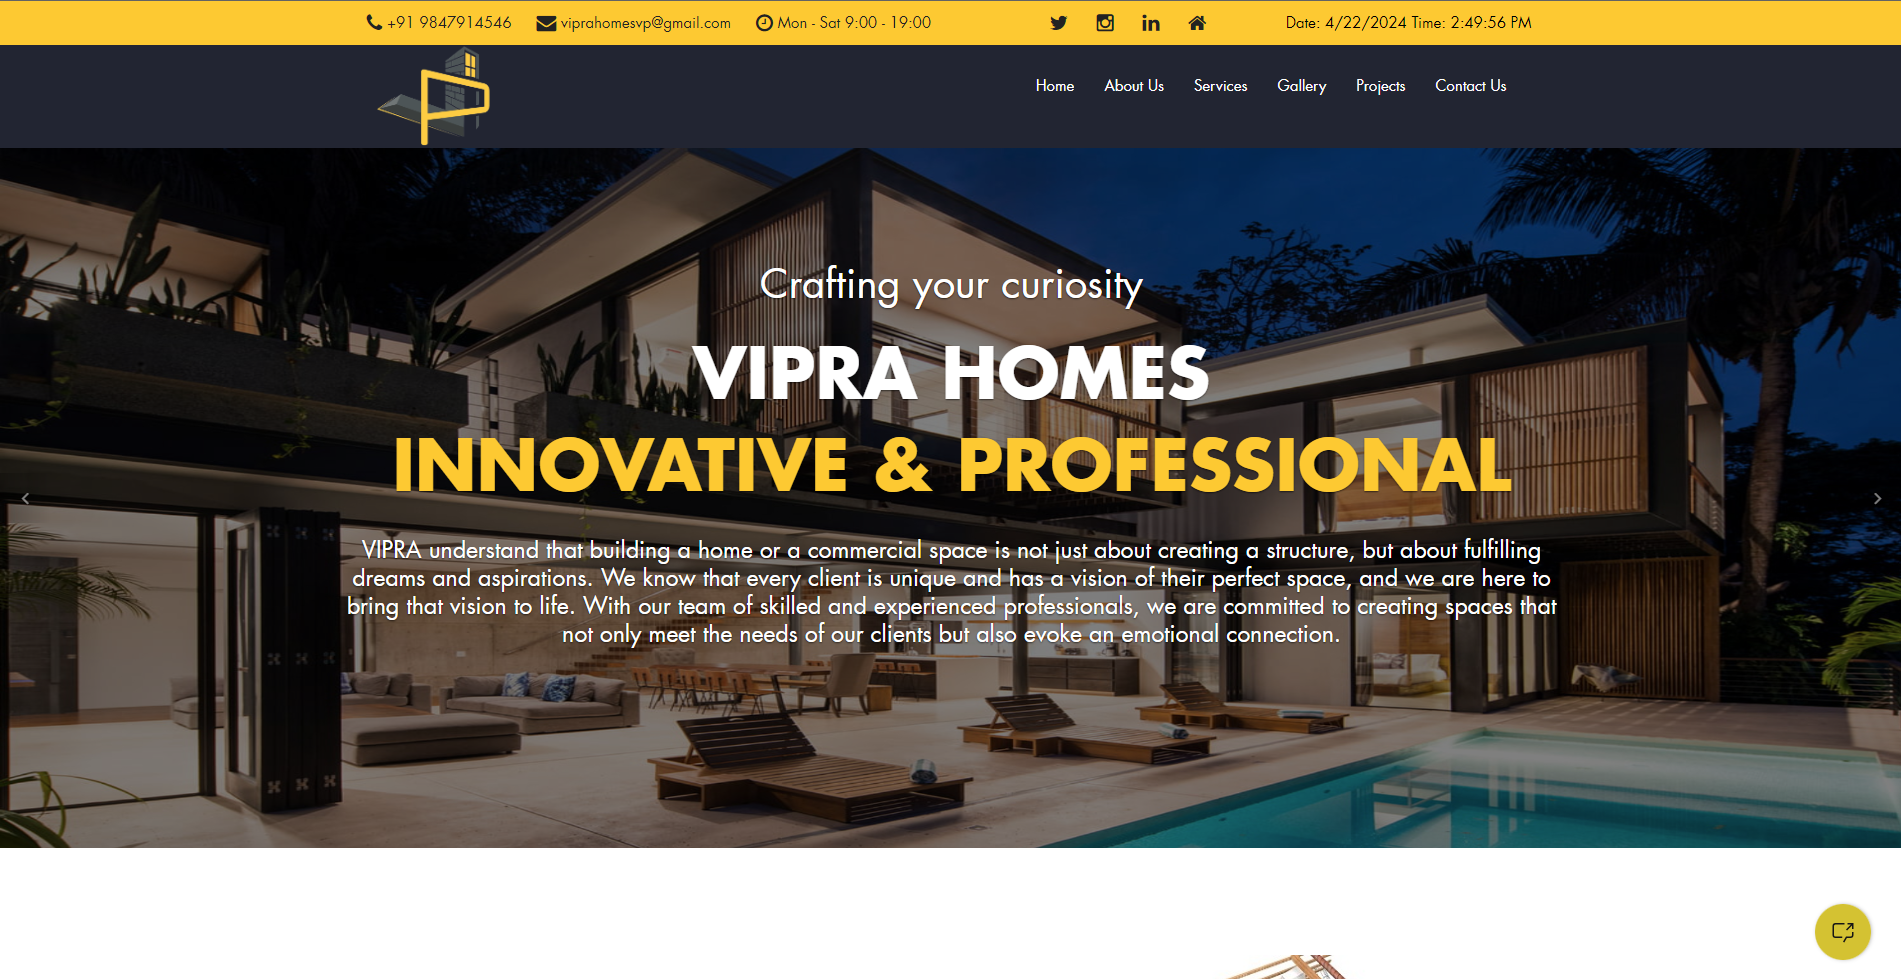 +91 9847914546 viprahomesvp@gmail.com Mon - Sat 9:00 - 19:00 Date: 4/22/2024 Time: 2:49:56 PM
Home About Us Services Gallery Projects Contact Us
Crafting your curiosity
VIPRA HOMES
INNOVATIVE & PROFESSIONAL
VIPRA understand that building a home or a commercial space is not just about creating a structure, but about fulfilling
dreams and aspirations. We know that every client is unique and has a vision of their perfect space, and we are here to
bring that vision to life. With our team of skilled and experienced professionals, we are committed to creating spaces that
not only meet the needs of our clients but also evoke an emotional connection.